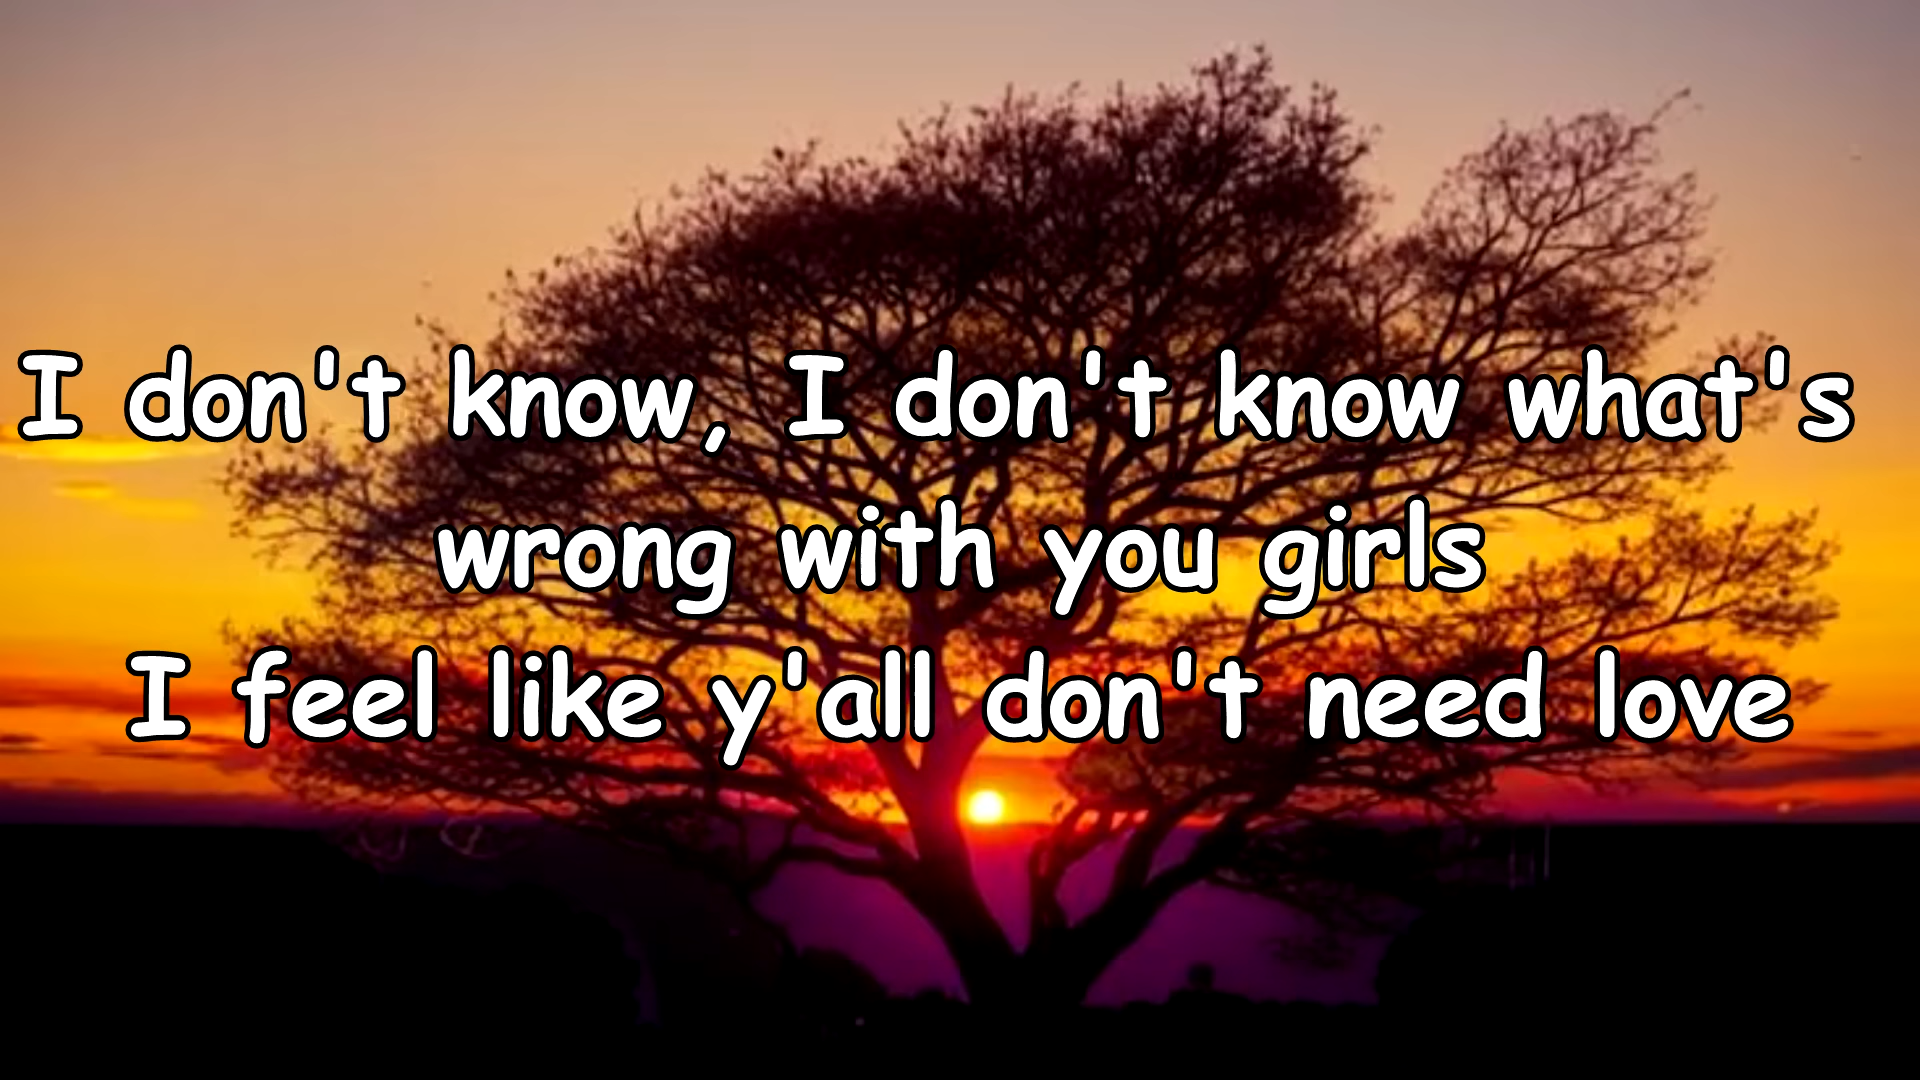 I don't know, I don't know what's
wrong with you girls
I feel like y'all don't need love